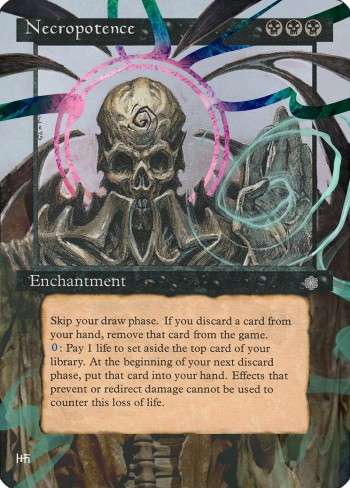 Necropotence
Enchantment
Skip your draw phase. If you discard a card from
your hand, remove that card from the game.
0: Pay 1 life to set aside the top card of your
library. At the beginning of your next discard
phase, put that card into your hand. Effects that
prevent or redirect damage cannot be used to
counter this loss of life.